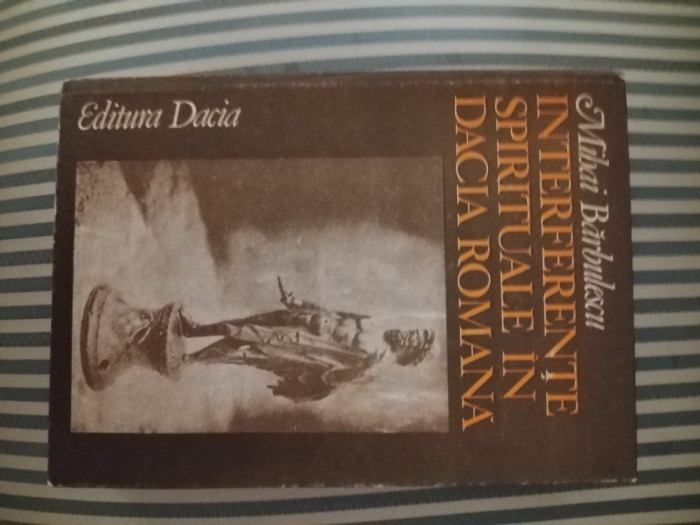 Mihai Bărbulescu
INTERFERENȚE
SPIRITUALE ÎN
DACIA ROMANĂ
Editura Dacia